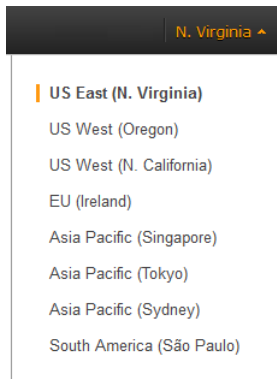 N. Virginia
US East (N. Virginia)
US West (Oregon)
US West (N. California)
EU (Ireland)
Asia Pacific (Singapore)
Asia Pacific (Tokyo)
Asia Pacific (Sydney)
South America (São Paulo)